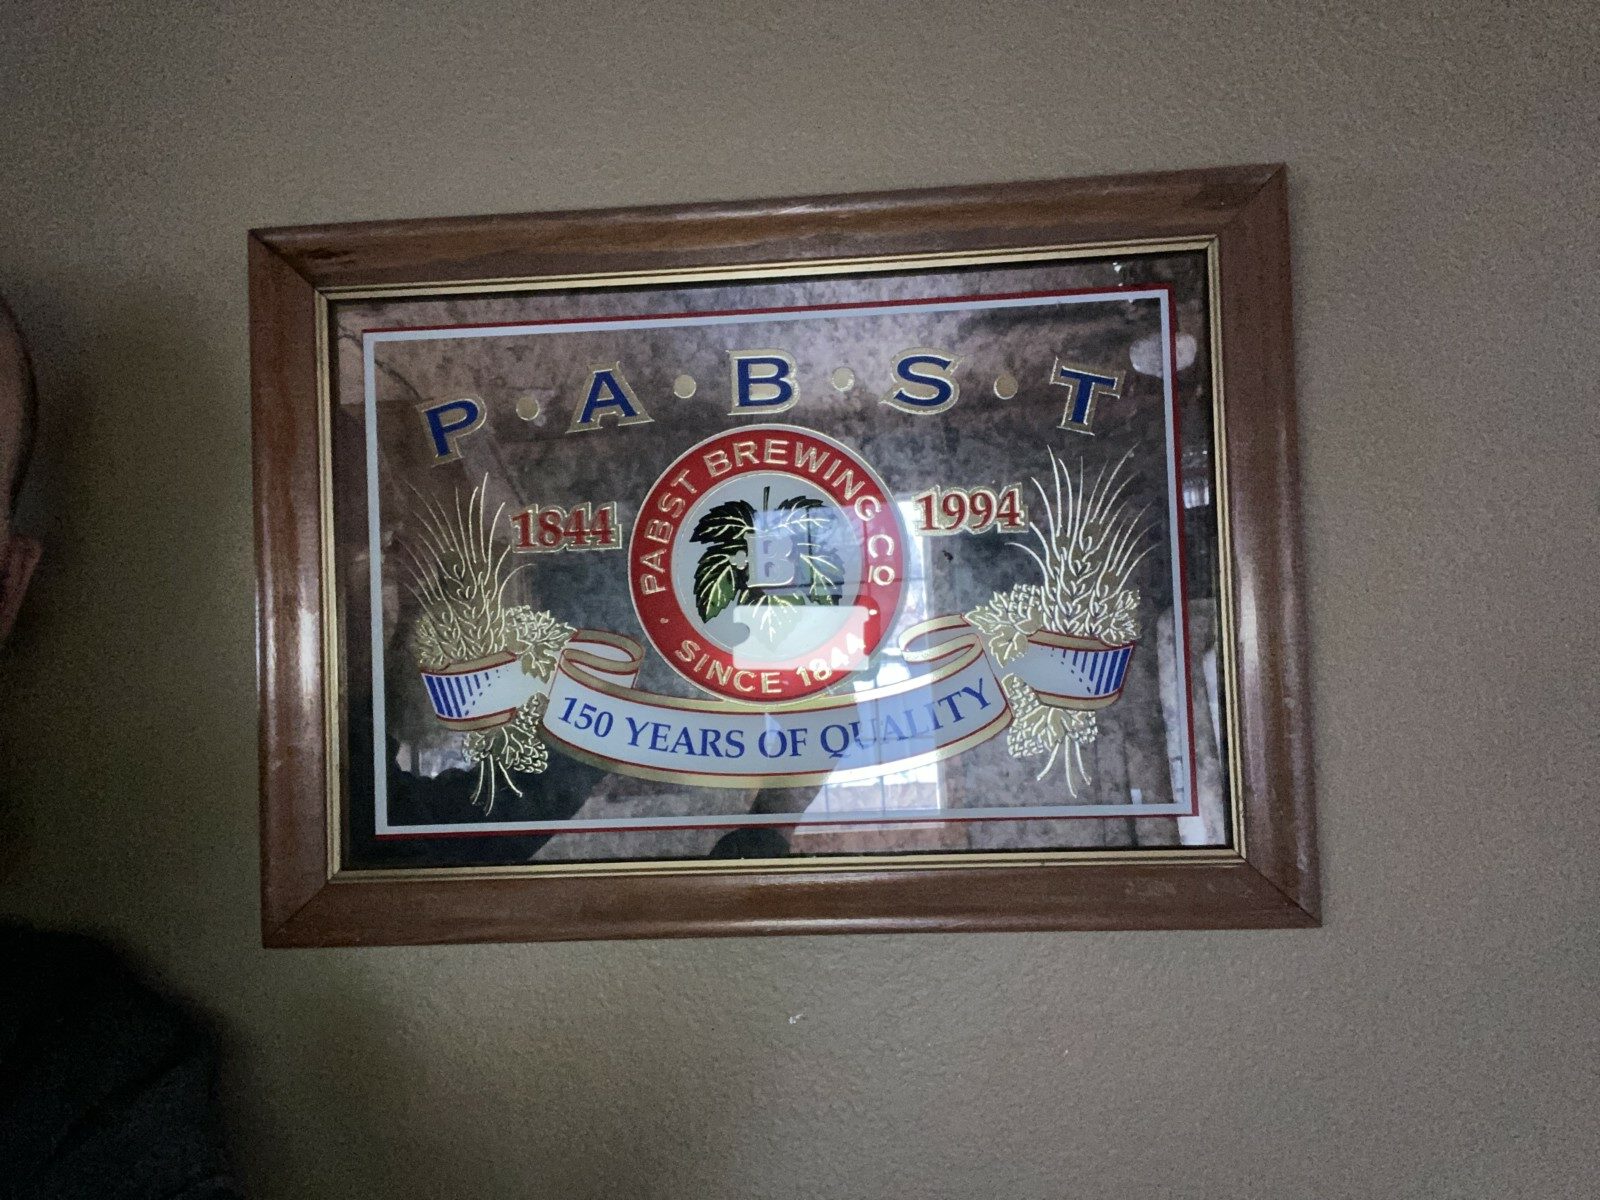 P•A•B•S•T
1844
1994
PABST BREWING CO
B
SINCE 1844
150 YEARS OF QUALITY